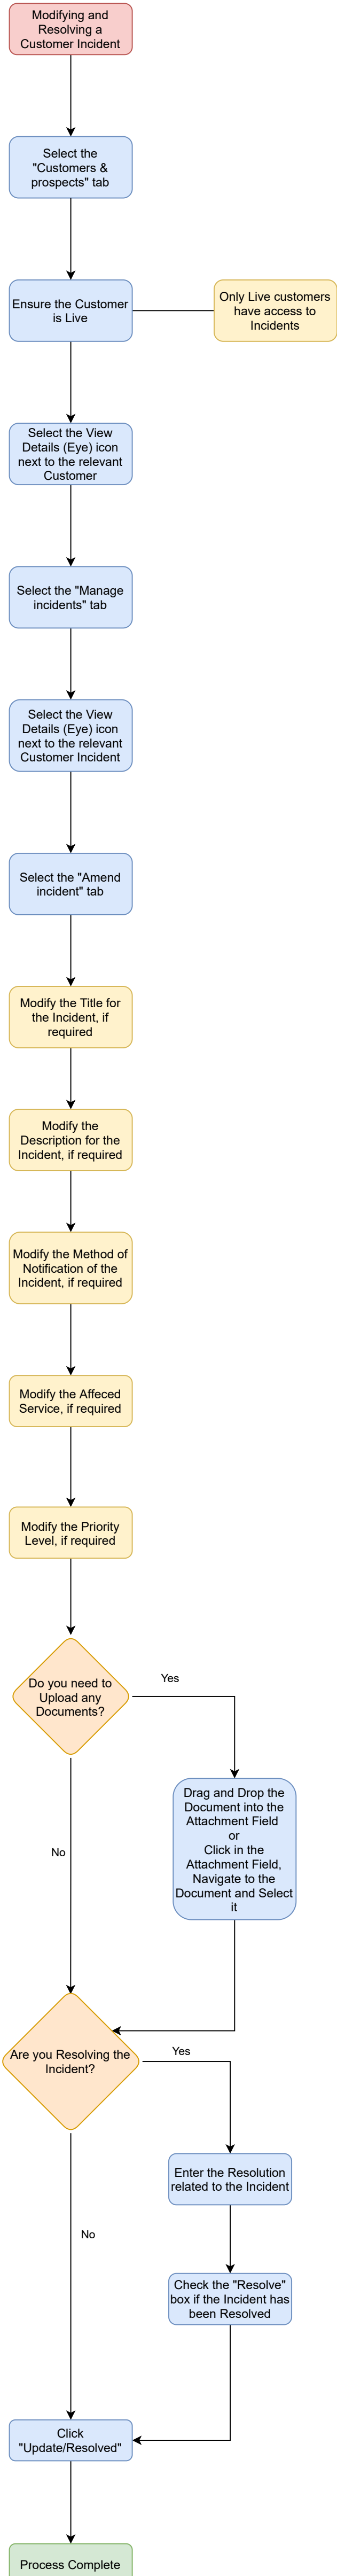 Modifying and
Resolving a
Customer Incident
Select the
"Customers &
prospects" tab
Ensure the Customer
is Live
Only Live customers
have access to
Incidents
Select the View
Details (Eye) icon
next to the relevant
Customer
Select the "Manage
incidents" tab
Select the View
Details (Eye) icon
next to the relevant
Customer Incident
Select the "Amend
incident" tab
Modify the Title for
the Incident, if
required
Modify the
Description for the
Incident, if required
Modify the Method of
Notification of the
Incident, if required
Modify the Affeced
Service, if required
Modify the Priority
Level, if required
Do you need to
Upload any
Documents?
Yes
Drag and Drop the
Document into the
Attachment Field
or
Click in the
Attachment Field,
Navigate to the
Document and Select
it
No
Are you Resolving the
Incident?
Yes
Enter the Resolution
related to the Incident
No
Check the "Resolve"
box if the Incident has
been Resolved
Click
"Update/Resolved"
Process Complete